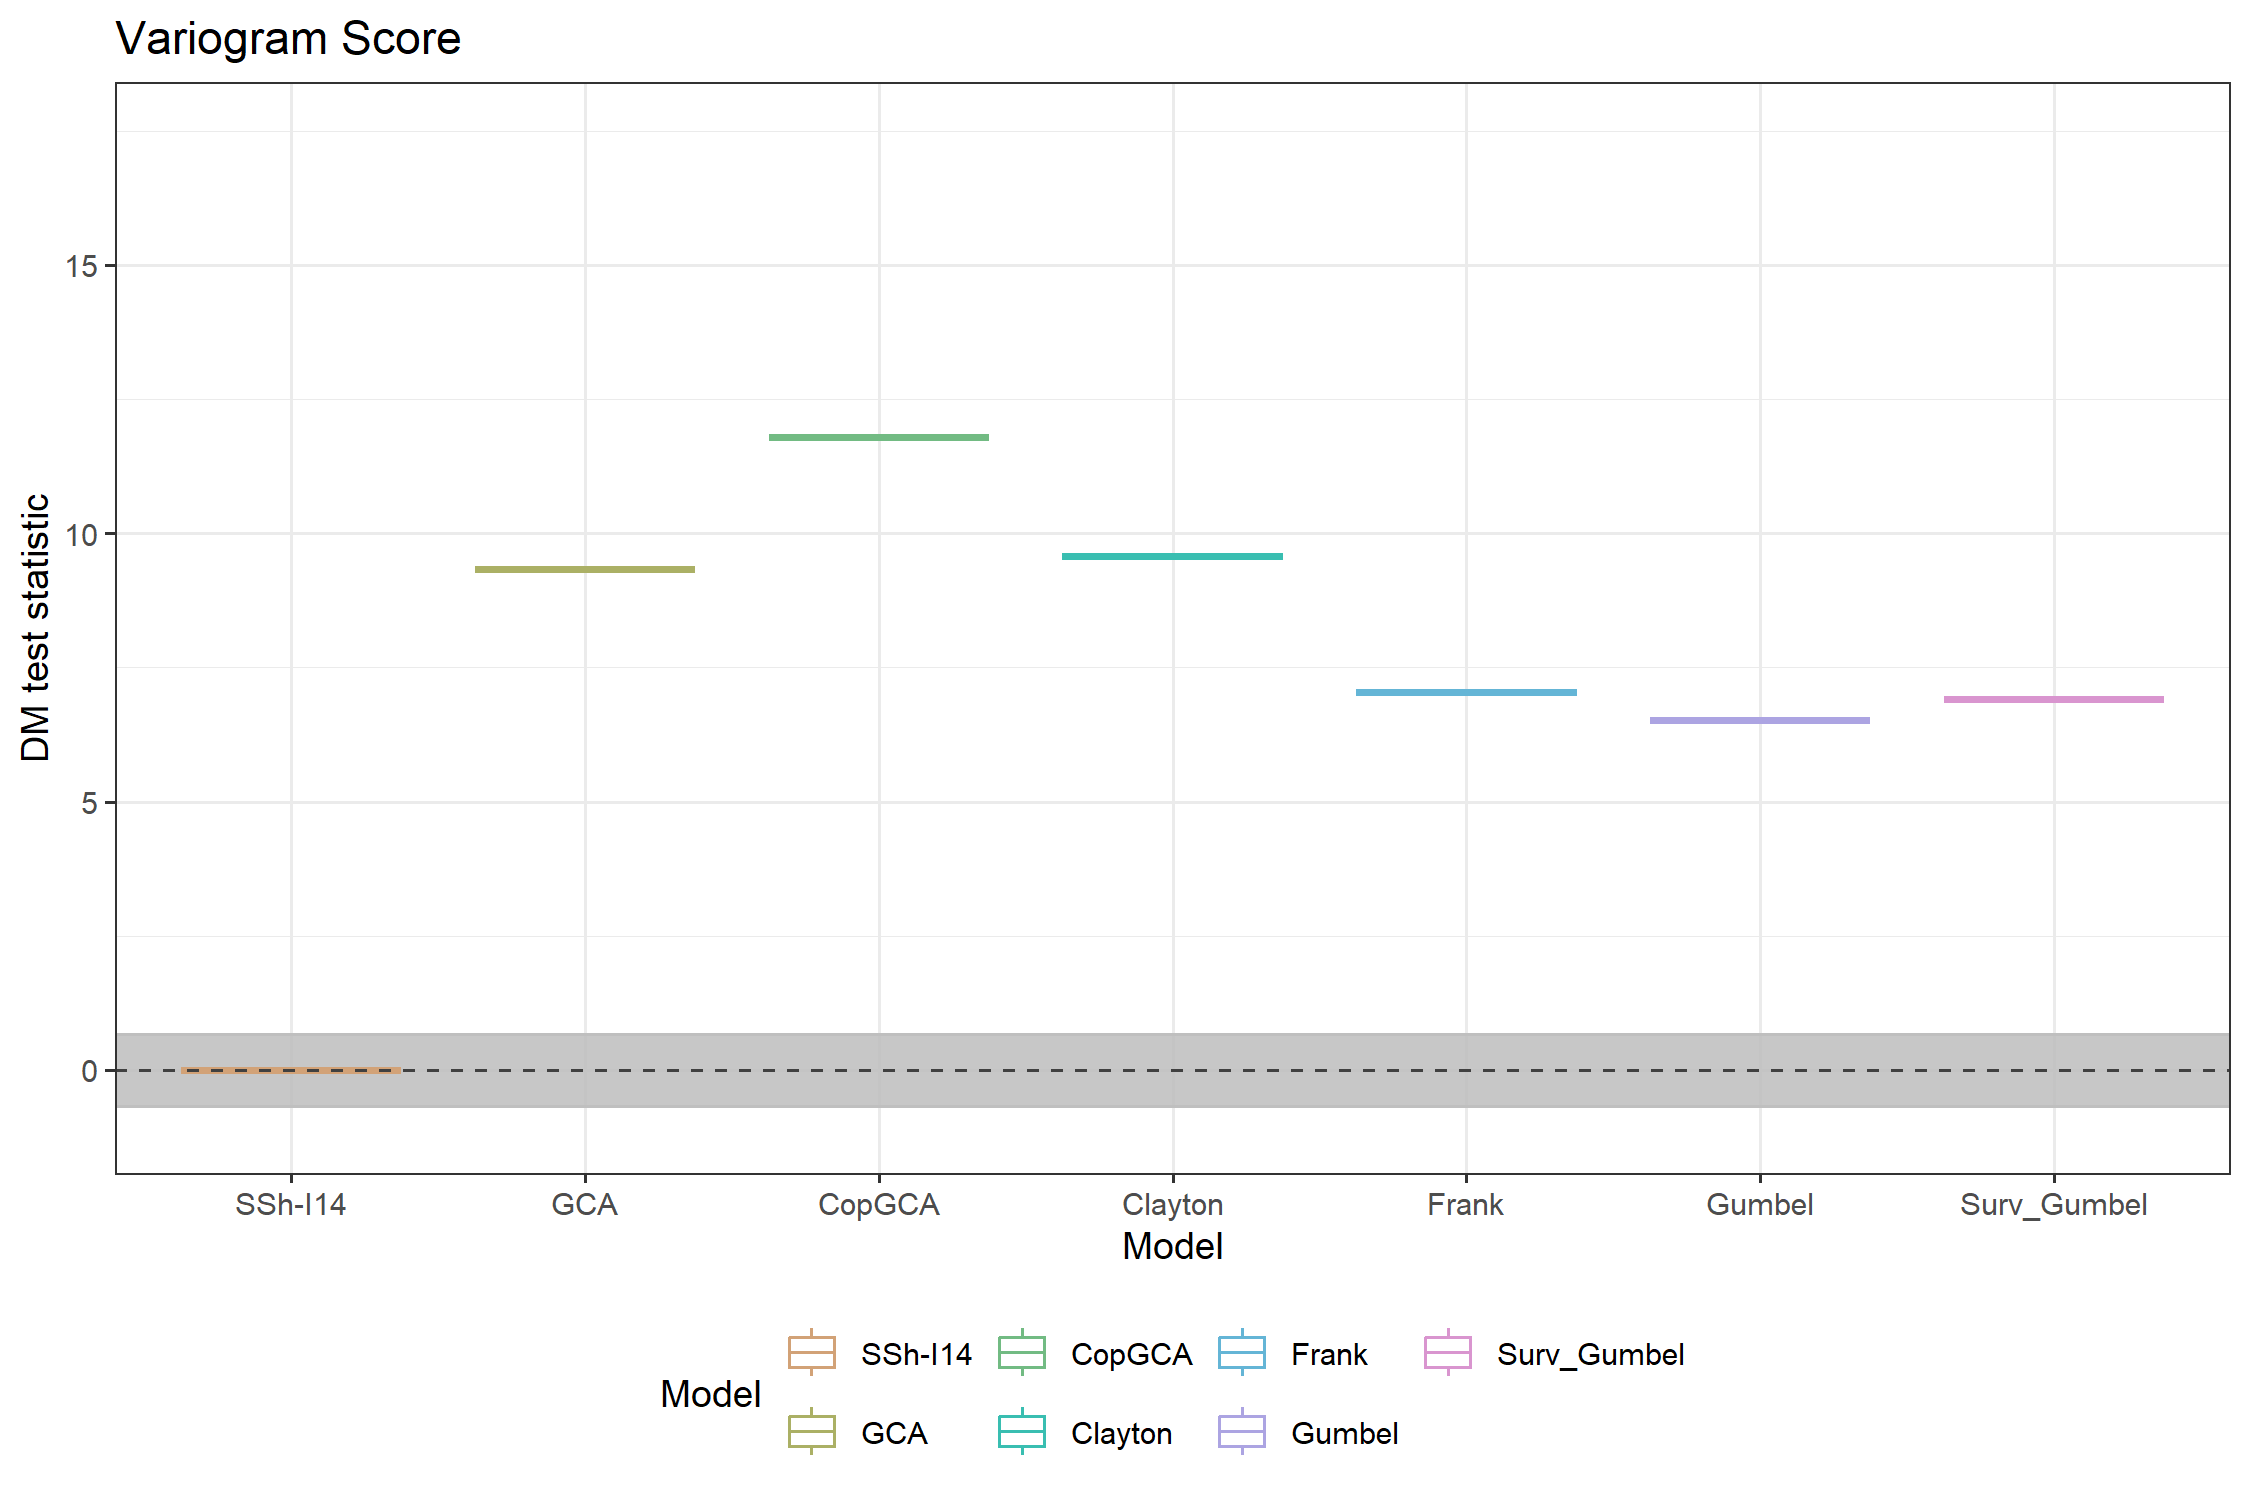 Variogram Score
DM test statistic
15
10
5
0
SSh-I14 GCA CopGCA Clayton Frank Gumbel Surv_Gumbel
Model
Model
SSh-I14 CopGCA Frank Surv_Gumbel
GCA Clayton Gumbel